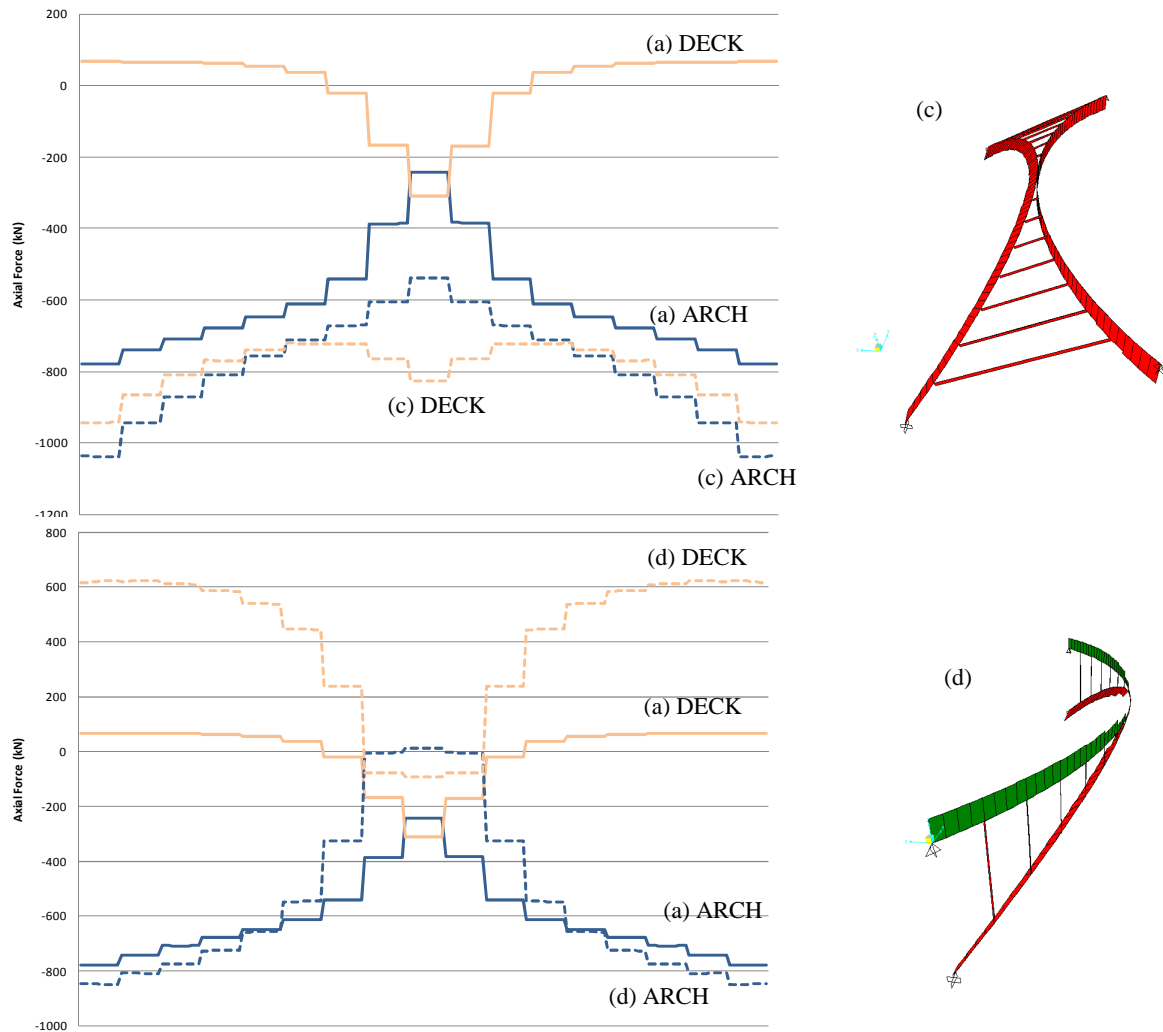 200
0
-200
-400
-600
-800
-1000
-1200
Axial Force (kN)
(a) DECK
(a) ARCH
(c) DECK
(c) ARCH
(c)
800
600
400
200
0
-200
-400
-600
-800
-1000
Axial Force (kN)
(d) DECK
(a) DECK
(a) ARCH
(d) ARCH
(d)